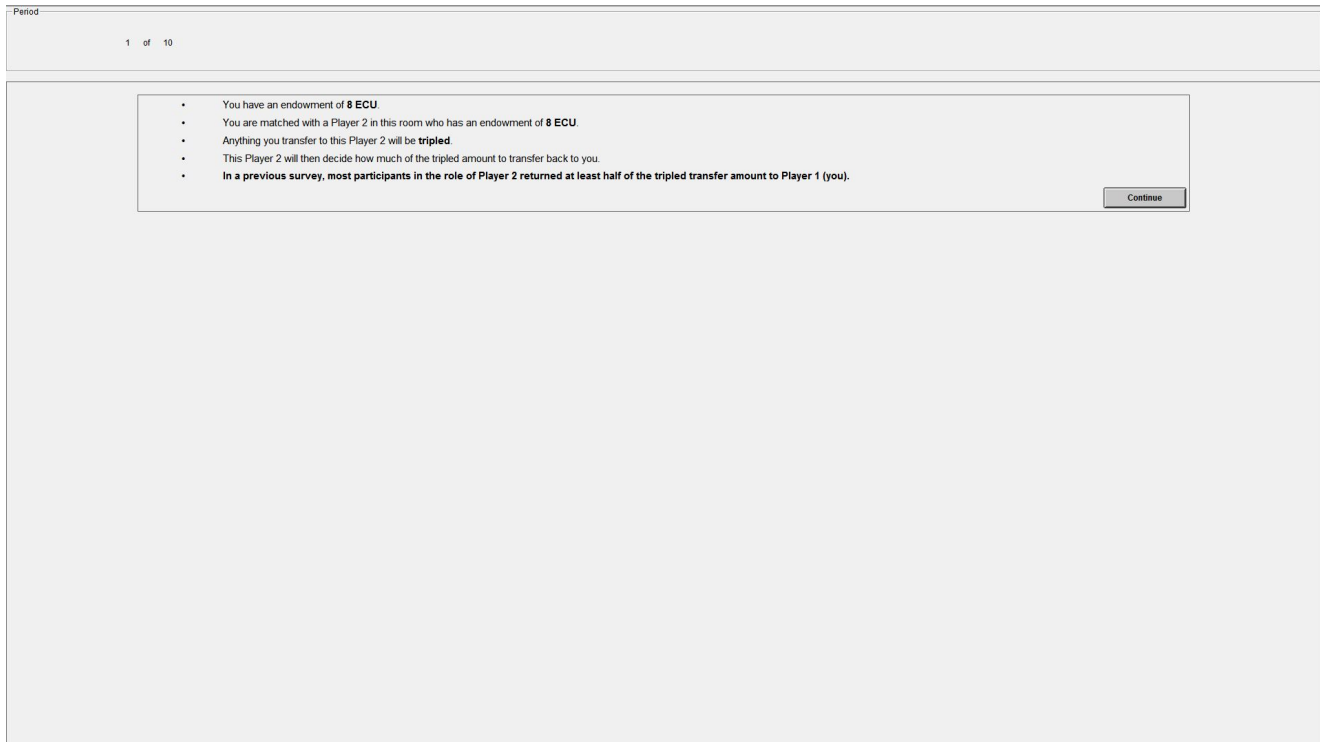 Period
1 of 10
• You have an endowment of 8 ECU.
• You are matched with a Player 2 in this room who has an endowment of 8 ECU.
• Anything you transfer to this Player 2 will be tripled.
• This Player 2 will then decide how much of the tripled amount to transfer back to you.
• In a previous survey, most participants in the role of Player 2 returned at least half of the tripled transfer amount to Player 1 (you).
Continue